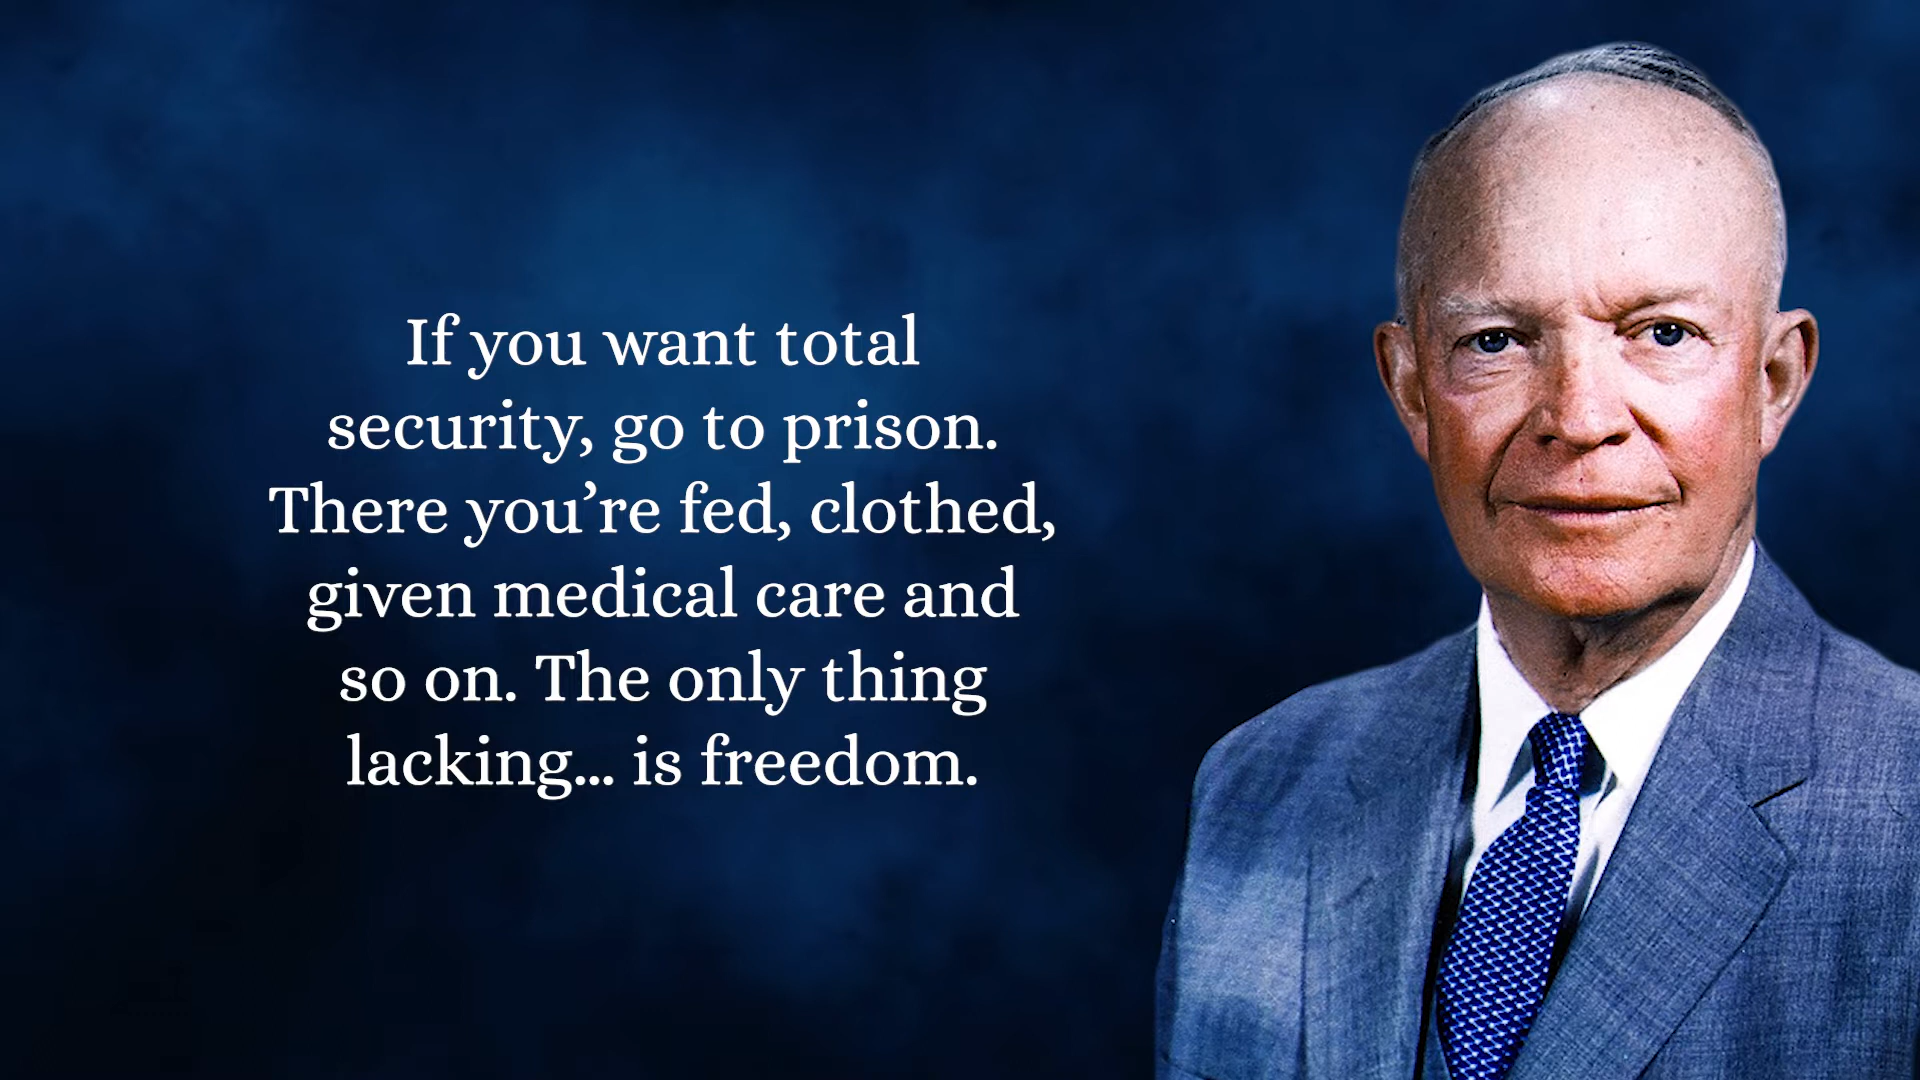 If you want total
security, go to prison.
There you’re fed, clothed,
given medical care and
so on. The only thing
lacking... is freedom.